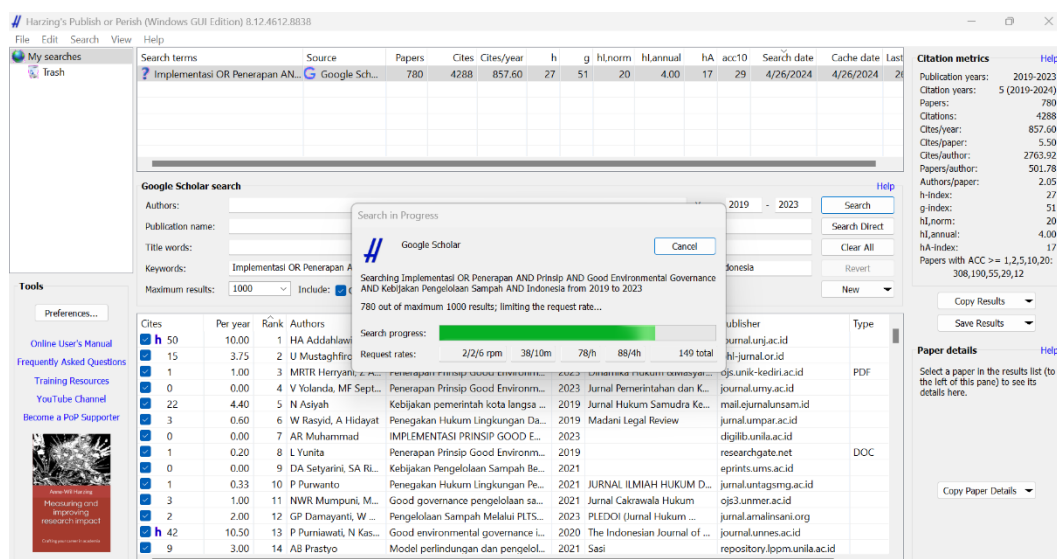 Harzing's Publish or Perish (Windows GUI Edition) 8.12.4612.8838
File Edit Search View Help
My searches
Trash
Search terms Source Papers Cites Cites/year h g hI,norm hI,annual hA acc10 Search date Cache date Last
? Implementasi OR Penerapan AN... Google Sch... 780 4288 857.60 27 51 20 4.00 17 29 4/26/2024 4/26/2024
Citation metrics Help
Publication years: 2019-2023
Citation years: 5 (2019-2024)
Papers: 780
Citations: 4288
Cites/year: 857.60
Cites/paper: 5.50
Cites/author: 2763.92
Papers/author: 501.78
Authors/paper: 2.05
h-index: 27
g-index: 51
hI,norm: 20
hI,annual: 4.00
hA-index: 17
Papers with ACC >= 1,2,5,10,20:
308,190,55,29,12
Copy Results
Save Results
Google Scholar search Help
Authors: 2019 - 2023 Search
Publication name: Search Direct
Title words: Clear All
Keywords: Implementasi OR Penerapan A donesia Revert
Maximum results: 1000 Include: New
Search in Progress
Google Scholar Cancel
Searching Implementasi OR Penerapan AND Prinsip AND Good Environmental Governance
AND Kebijakan Pengelolaan Sampah AND Indonesia from 2019 to 2023
780 out of maximum 1000 results; limiting the request rate...
Search progress:
Request rates: 2/2/6 rpm 38/10m 78/h 88/4h 149 total
Tools
Preferences...
Online User's Manual
Frequently Asked Questions
Training Resources
YouTube Channel
Become a PoP Supporter
Anne-Wil Harzing
Measuring and
improving
research impact
Crafting your career in academia
Cites Per year Rank Authors ublisher Type
h 50 10.00 1 HA Addahlawi ournal.unj.ac.id
15 3.75 2 U Mustaghfiro hl-jurnal.or.id
1 1.00 3 MRTR Herryani, Z A... Penerapan Prinsip Good Environm... 2023 Dinamika Hukum &Masyar... ojs.unik-kediri.ac.id PDF
0 0.00 4 V Yolanda, MF Sept... Penerapan Prinsip Good Environm... 2023 Jurnal Pemerintahan dan K... journal.umy.ac.id
22 4.40 5 N Asiyah Kebijakan pemerintah kota langsa ... 2019 Jurnal Hukum Samudra Ke... mail.ejurnalunsam.id
3 0.60 6 W Rasyid, A Hidayat Penegakan Hukum Lingkungan Da... 2019 Madani Legal Review jurnal.umpar.ac.id
0 0.00 7 AR Muhammad IMPLEMENTASI PRINSIP GOOD E... 2023 digilib.unila.ac.id
1 0.20 8 L Yunita Penerapan Prinsip Good Environm... 2019 researchgate.net DOC
0 0.00 9 DA Setyarini, SA Ri... Kebijakan Pengelolaan Sampah Be... 2021 eprints.ums.ac.id
1 0.33 10 P Purwanto Penegakan Hukum Lingkungan Pe... 2021 JURNAL ILMIAH HUKUM D... jurnal.untagsmg.ac.id
3 1.00 11 NWR Mumpuni, M... Good governance pengelolaan sa... 2021 Jurnal Cakrawala Hukum ojs3.unmer.ac.id
2 2.00 12 GP Damayanti, W ... Pengelolaan Sampah Melalui PLTS... 2023 PLEDOI (Jurnal Hukum ... jurnal.amalinsani.org
h 42 10.50 13 P Purniawati, N Kas... Good environmental governance i... 2020 The Indonesian Journal of ... journal.unnes.ac.id
9 3.00 14 AB Prastyo Model perlindungan dan pengelol... 2021 Sasi repository.lppm.unila.ac.id
Paper details Help
Select a paper in the results list (to
the left of this pane) to see its
details here.
Copy Paper Details